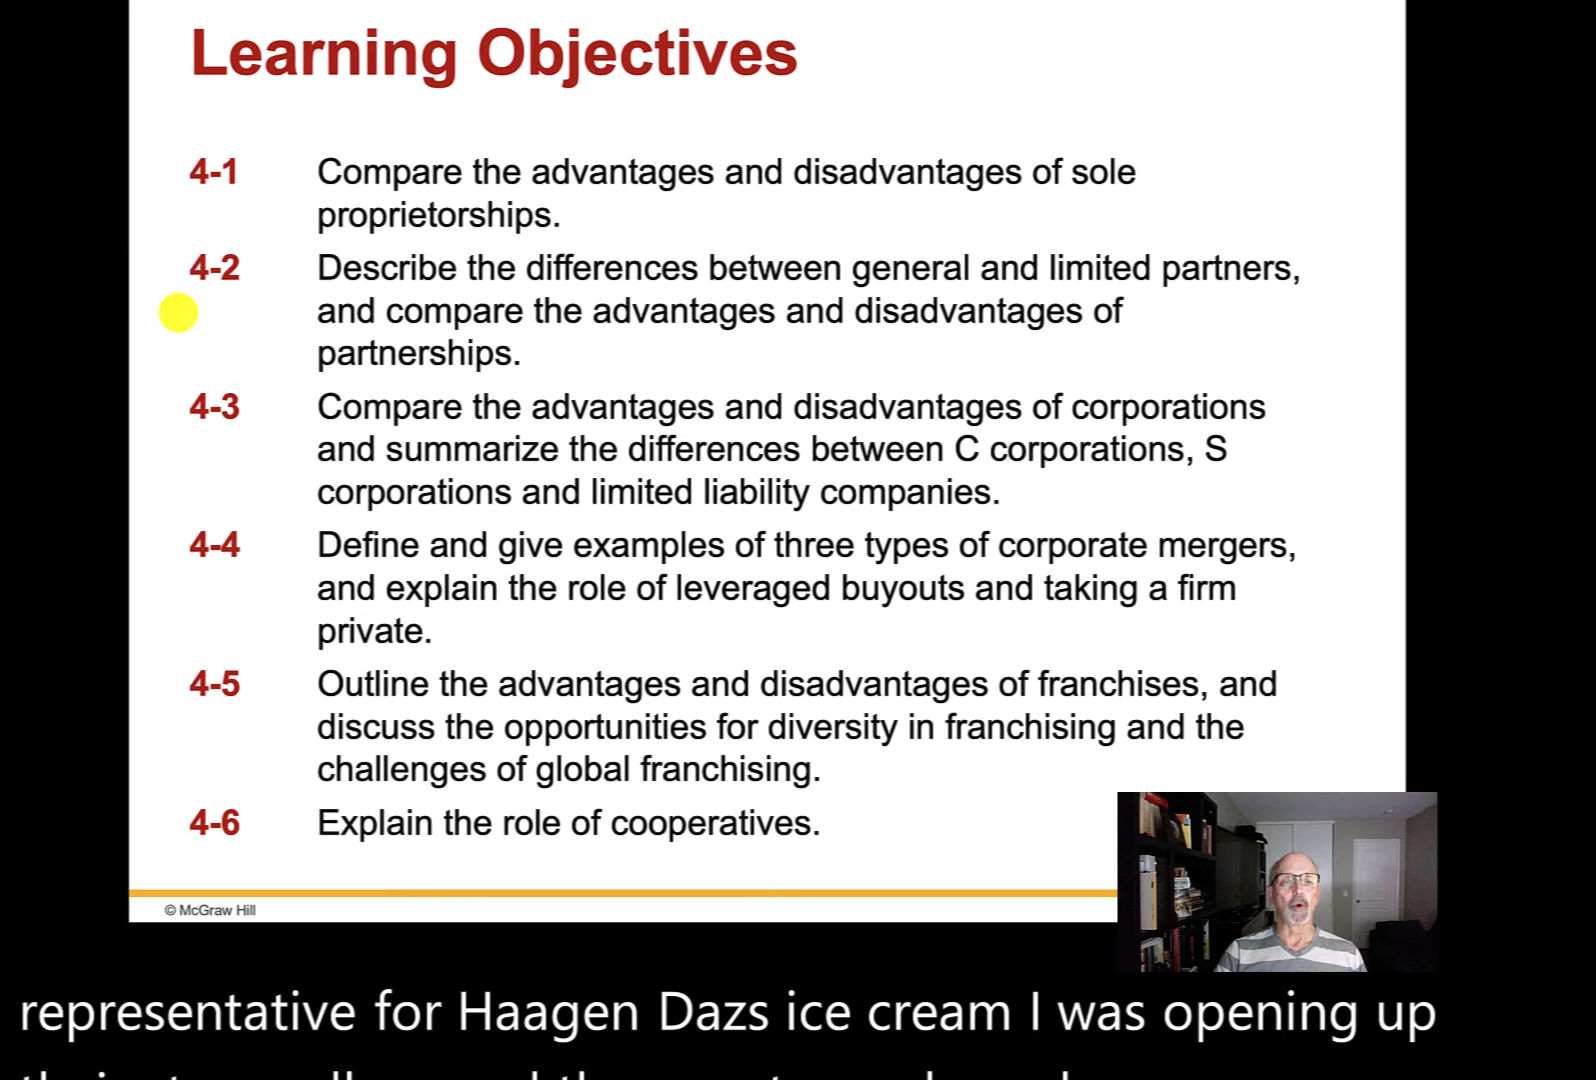 Learning Objectives
4-1 Compare the advantages and disadvantages of sole
proprietorships.
4-2 Describe the differences between general and limited partners,
and compare the advantages and disadvantages of
partnerships.
4-3 Compare the advantages and disadvantages of corporations
and summarize the differences between C corporations, S
corporations and limited liability companies.
4-4 Define and give examples of three types of corporate mergers,
and explain the role of leveraged buyouts and taking a firm
private.
4-5 Outline the advantages and disadvantages of franchises, and
discuss the opportunities for diversity in franchising and the
challenges of global franchising.
4-6 Explain the role of cooperatives.
© McGraw Hill
representative for Haagen Dazs ice cream I was opening up